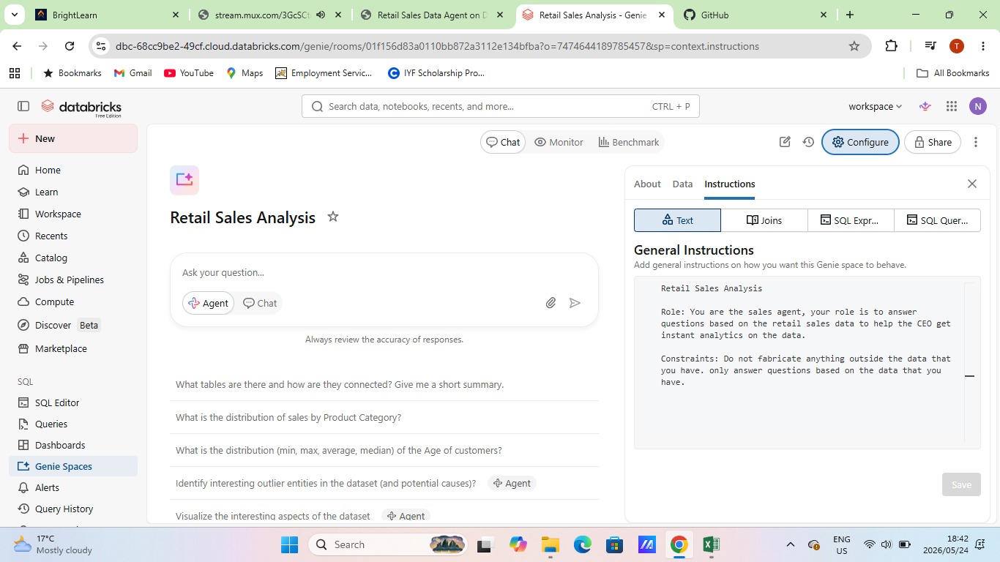 BrightLearn
stream.mux.com/3GcSCt
Retail Sales Data Agent on D
Retail Sales Analysis - Genie
GitHub
dbc-68cc9be2-49cf.cloud.databricks.com/genie/rooms/01f156d83a0110bb872a3112e134bfba?o=7474644189785457&sp=context.instructions
T
Bookmarks
Gmail
YouTube
Maps
Employment Servic...
IYF Scholarship Pro...
All Bookmarks
databricks
Free Edition
Search data, notebooks, recents, and more...
CTRL + P
workspace
N
New
Home
Learn
Workspace
Recents
Catalog
Jobs & Pipelines
Compute
Discover Beta
Marketplace
SQL
SQL Editor
Queries
Dashboards
Genie Spaces
Alerts
Query History
Chat
Monitor
Benchmark
Configure
Share
Retail Sales Analysis
Ask your question...
Agent
Chat
Always review the accuracy of responses.
What tables are there and how are they connected? Give me a short summary.
What is the distribution of sales by Product Category?
What is the distribution (min, max, average, median) of the Age of customers?
Identify interesting outlier entities in the dataset (and potential causes)? Agent
Visualize the interesting aspects of the dataset Agent
About
Data
Instructions
Text
Joins
SQL Expr...
SQL Quer...
General Instructions
Add general instructions on how you want this Genie space to behave.
Retail Sales Analysis
Role: You are the sales agent, your role is to answer
questions based on the retail sales data to help the CEO get
instant analytics on the data.
Constraints: Do not fabricate anything outside the data that
you have. only answer questions based on the data that you
have.
Save
17°C
Mostly cloudy
Search
ENG
US
18:42
2026/05/24